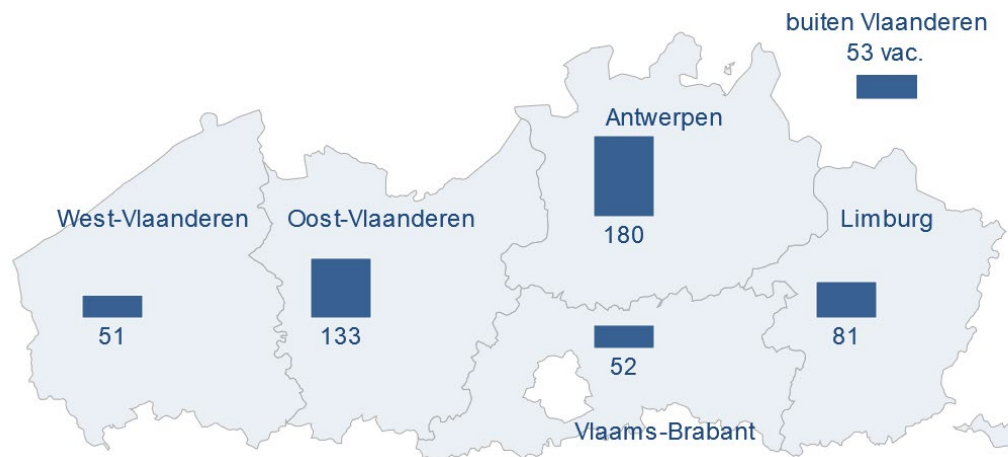 buiten Vlaanderen
53 vac.
Antwerpen
180
West-Vlaanderen
51
Oost-Vlaanderen
133
Limburg
81
52
Vlaams-Brabant